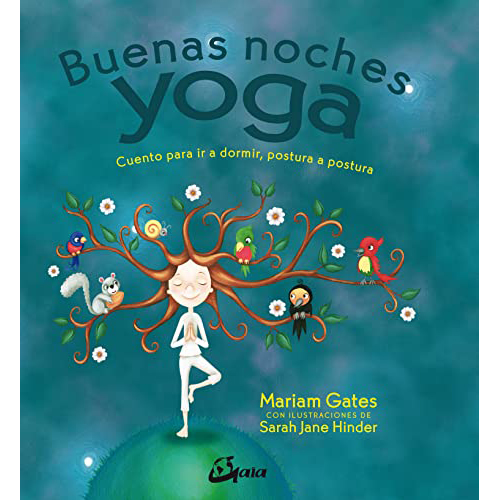 Buenas noches
yoga
Cuento para ir a dormir, postura a postura
Mariam Gates
CON ILUSTRACIONES DE
Sarah Jane Hinder
Gaia